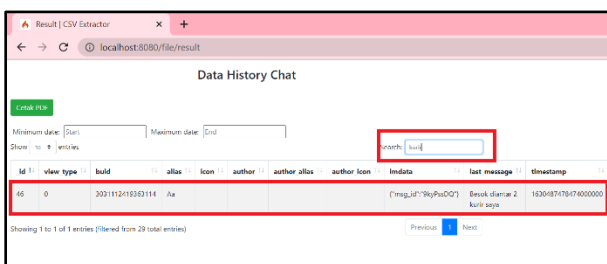 Result | CSV Extractor
localhost:8080/file/result
Data History Chat
Cetak PDF
Minimum date: Start Maximum date: End
Show 10 entries Search: kurir
Id view type buid alias icon author author alias author icon lmdata last message timestamp
46 0 Aa {"msg_id":"9kyPssDQ"} Besok diantar 2 1630487478474000000
kurir saya
Showing 1 to 1 of 1 entries (filtered from 29 total entries) Previous 1 Next